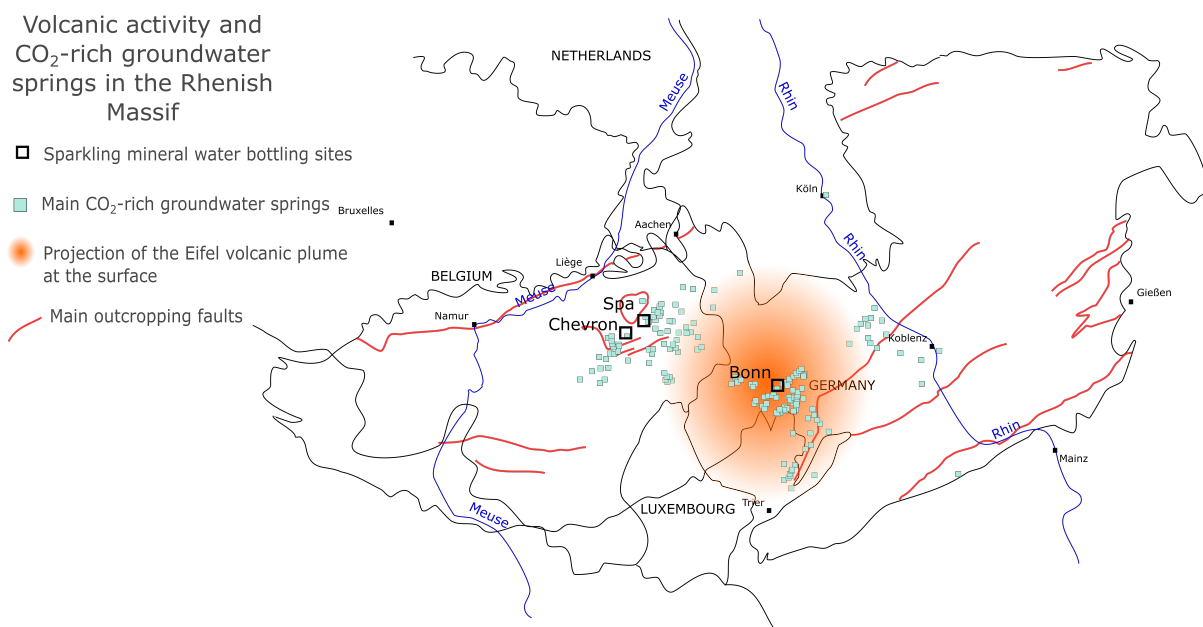 Volcanic activity and
CO₂-rich groundwater
springs in the Rhenish
Massif
Sparkling mineral water bottling sites
Main CO₂-rich groundwater springs
Projection of the Eifel volcanic plume
at the surface
Main outcropping faults
NETHERLANDS
Meuse
Rhin
Köln
Bruxelles
Aachen
Rhin
Liège
BELGIUM
Meuse
Gießen
Spa
Namur
Chevron
Koblenz
Bonn
GERMANY
Rhin
Mainz
Trier
LUXEMBOURG
Meuse